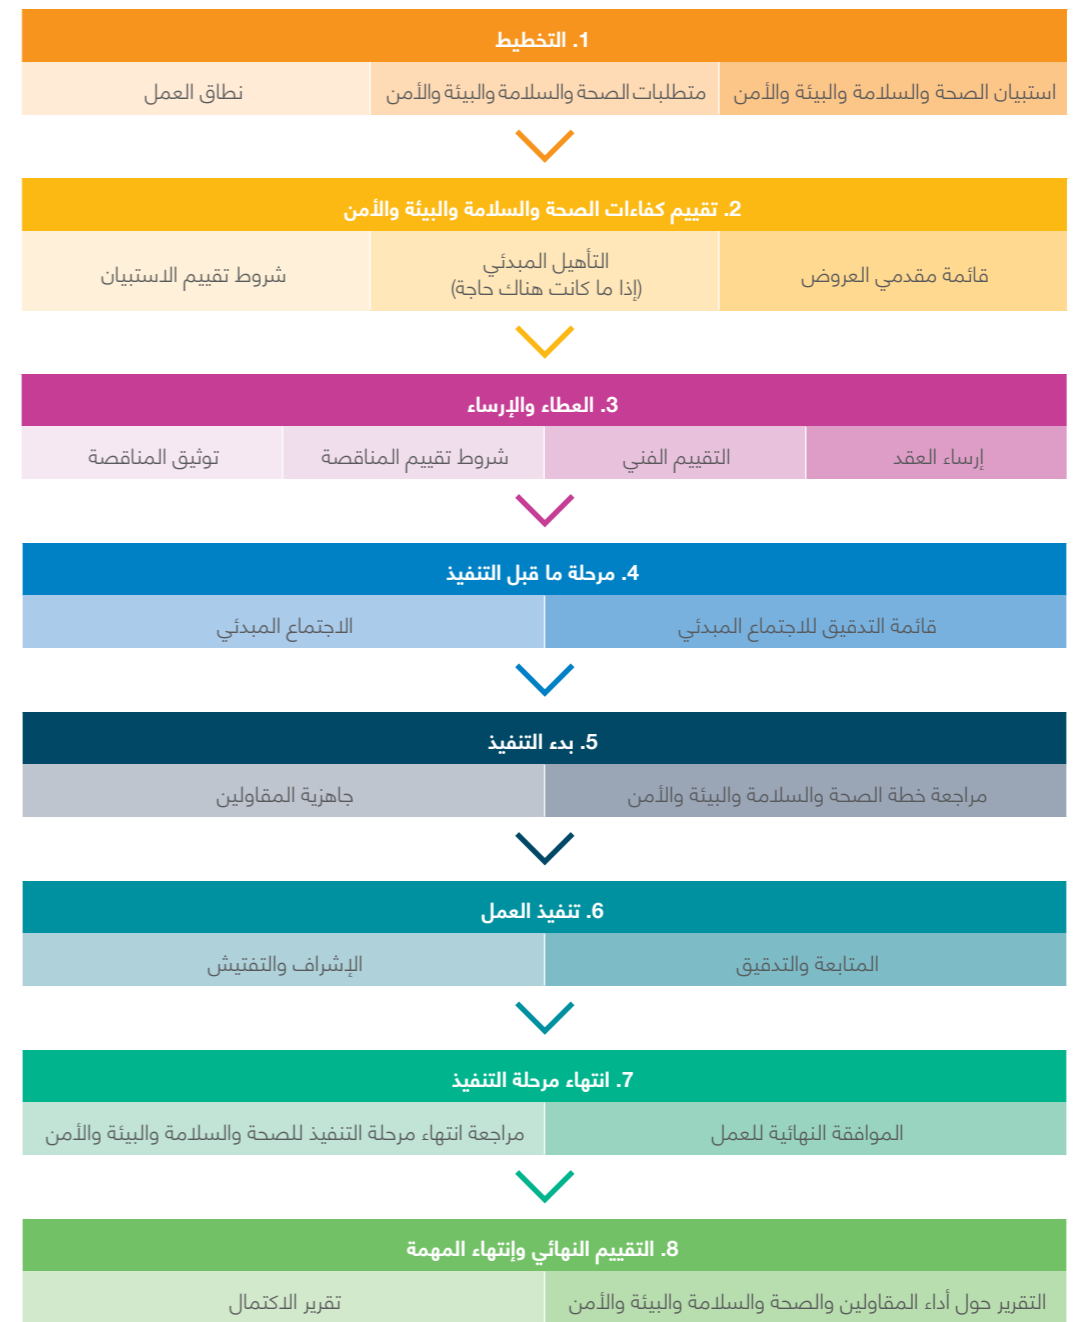 1. التخطيط
استبيان الصحة والسلامة والبيئة والأمن
متطلبات الصحة والسلامة والبيئة والأمن
نطاق العمل
2. تقييم كفاءات الصحة والسلامة والبيئة والأمن
قائمة مقدمي العروض
التأهيل المبدئي
(إذا ما كانت هناك حاجة)
شروط تقييم الاستبيان
3. العطاء والإرساء
إرساء العقد
التقييم الفني
شروط تقييم المناقصة
توثيق المناقصة
4. مرحلة ما قبل التنفيذ
قائمة التدقيق للاجتماع المبدئي
الاجتماع المبدئي
5. بدء التنفيذ
مراجعة خطة الصحة والسلامة والبيئة والأمن
جاهزية المقاولين
6. تنفيذ العمل
المتابعة والتدقيق
الإشراف والتفتيش
7. انتهاء مرحلة التنفيذ
الموافقة النهائية للعمل
مراجعة انتهاء مرحلة التنفيذ للصحة والسلامة والبيئة والأمن
8. التقييم النهائي وإنتهاء المهمة
التقرير حول أداء المقاولين والصحة والسلامة والبيئة والأمن
تقرير الاكتمال